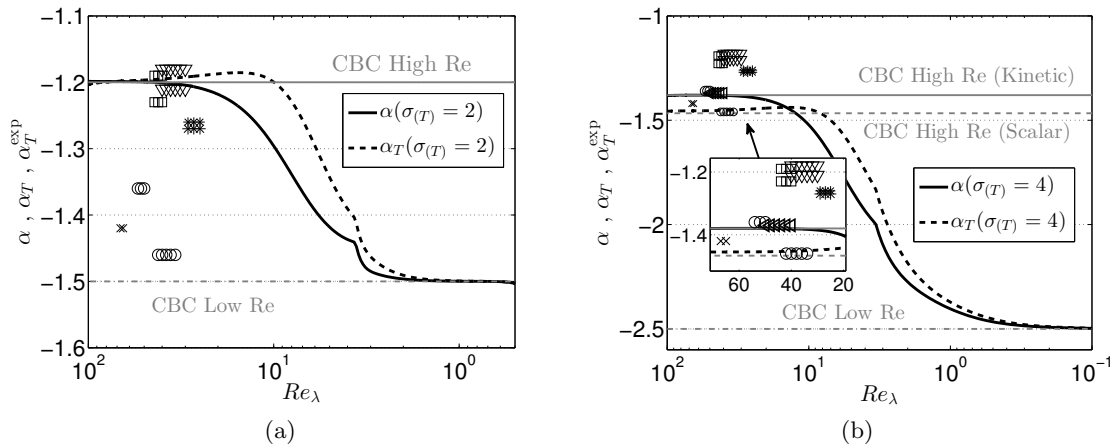 −1.1
−1.2
−1.3
−1.4
−1.5
−1.6
α , α_T , α_T^exp
CBC High Re
α(σ_(T) = 2)
α_T(σ_(T) = 2)
CBC Low Re
10^2
10^1
10^0
Re_λ
(a)
−1
−1.5
−2
−2.5
α , α_T , α_T^exp
CBC High Re (Kinetic)
CBC High Re (Scalar)
−1.2
−1.4
60
40
20
α(σ_(T) = 4)
α_T(σ_(T) = 4)
CBC Low Re
10^2
10^1
10^0
10^−1
Re_λ
(b)